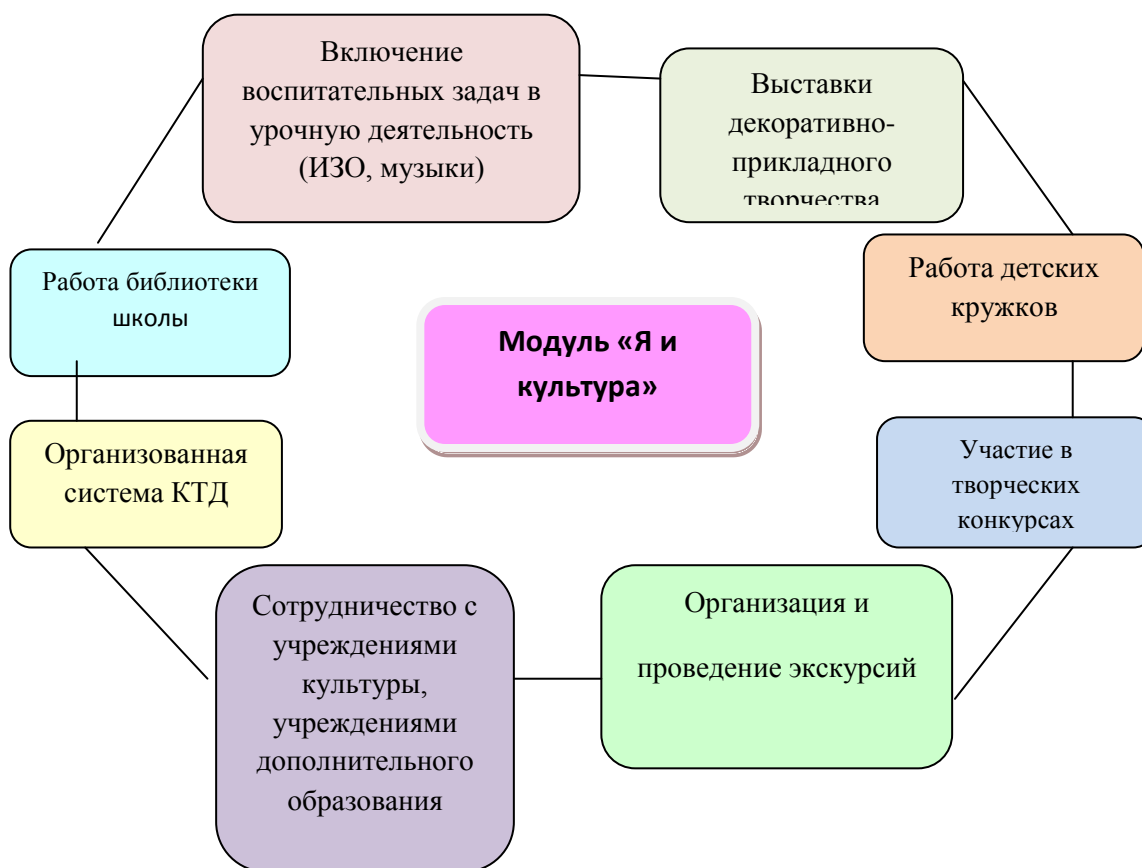 Включение
воспитательных задач в
урочную деятельность
(ИЗО, музыки)
Выставки
декоративно-
прикладного
творчества
Работа библиотеки
школы
Модуль «Я и
культура»
Работа детских
кружков
Организованная
система КТД
Участие в
творческих
конкурсах
Сотрудничество с
учреждениями
культуры,
учреждениями
дополнительного
образования
Организация и
проведение экскурсий